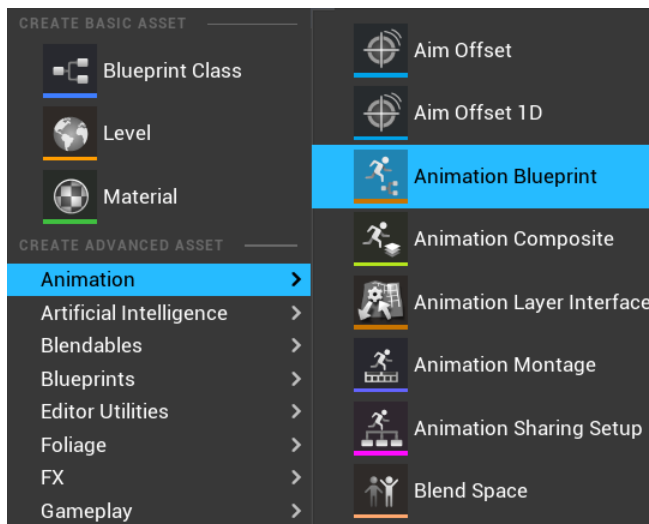 CREATE BASIC ASSET
Blueprint Class
Level
Material
CREATE ADVANCED ASSET
Animation
Artificial Intelligence
Blendables
Blueprints
Editor Utilities
Foliage
FX
Gameplay
Aim Offset
Aim Offset 1D
Animation Blueprint
Animation Composite
Animation Layer Interface
Animation Montage
Animation Sharing Setup
Blend Space